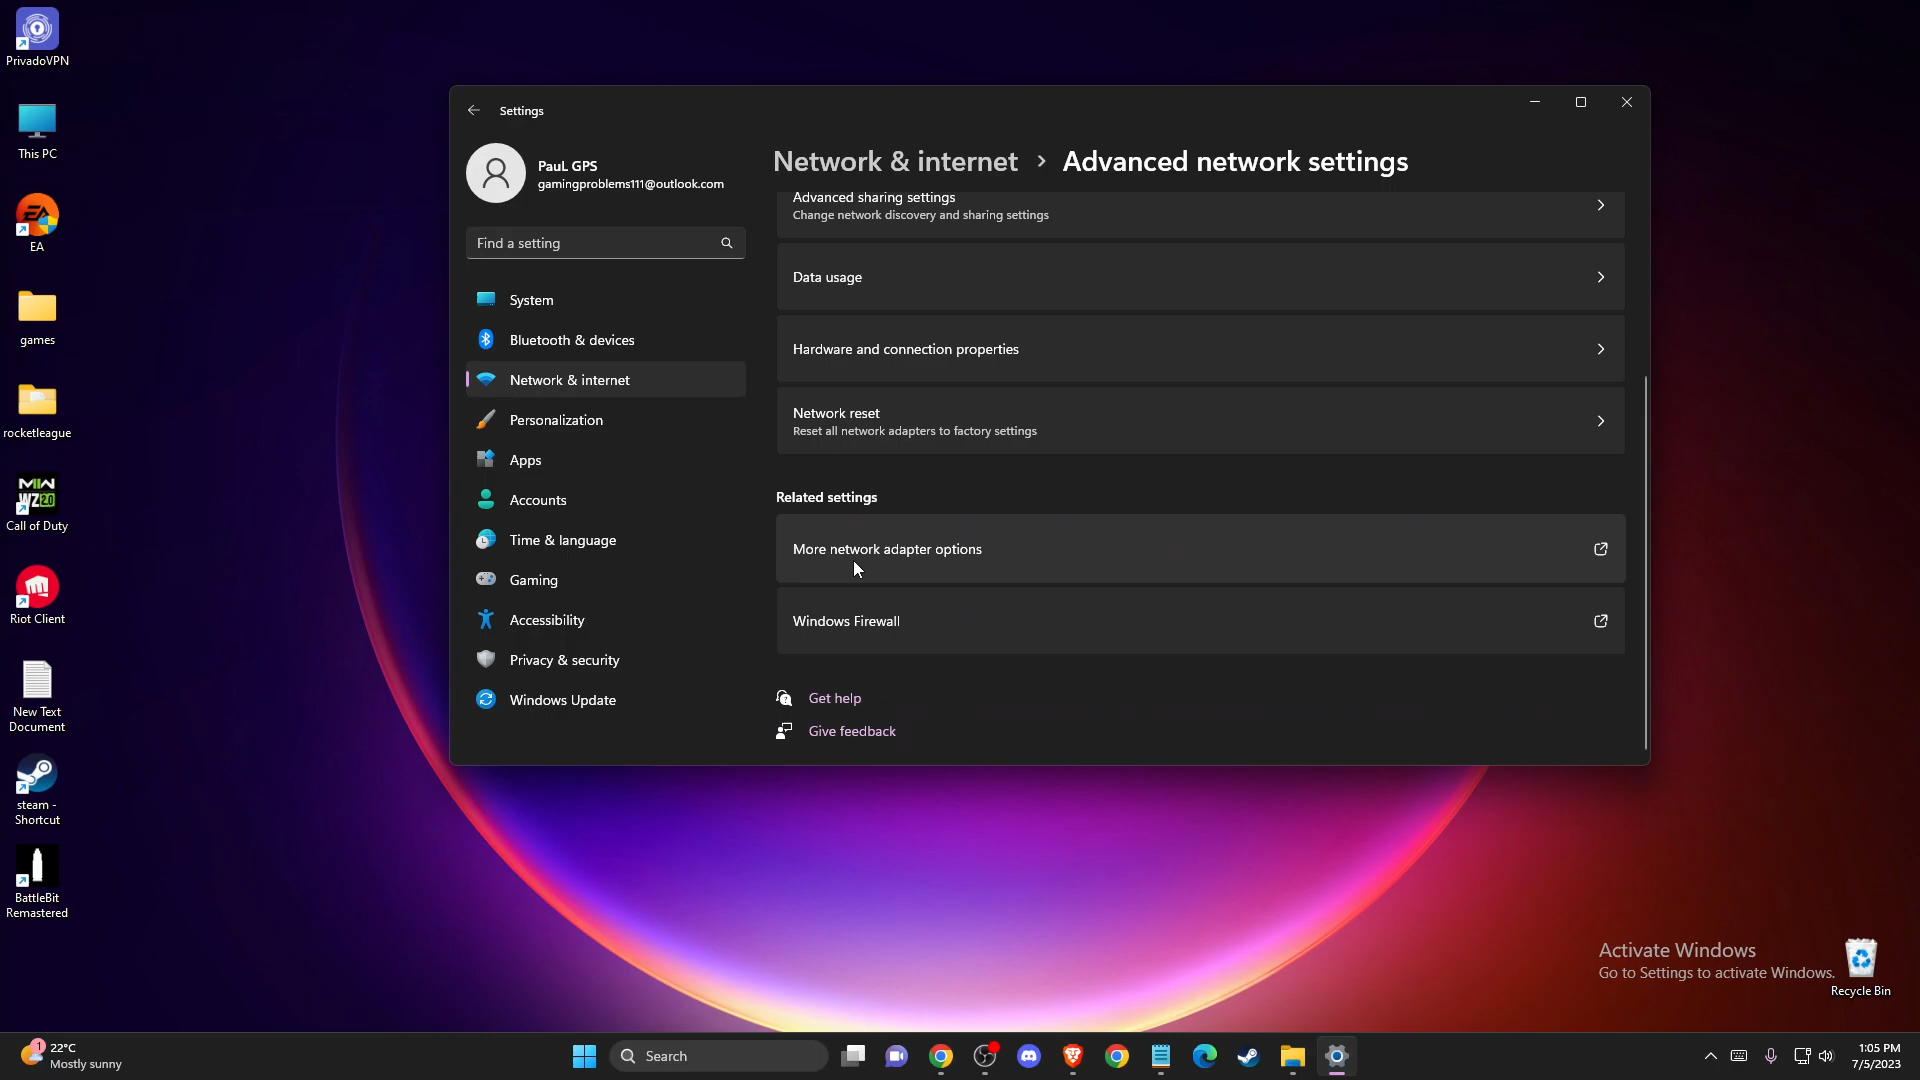 PrivadoVPN
This PC
EA
games
rocketleague
MW
WZ 2.0
Call of Duty
Riot Client
New Text
Document
steam -
Shortcut
BattleBit
Remastered
Settings
PauL GPS
gamingproblems111@outlook.com
Find a setting
System
Bluetooth & devices
Network & internet
Personalization
Apps
Accounts
Time & language
Gaming
Accessibility
Privacy & security
Windows Update
Network & internet › Advanced network settings
Advanced sharing settings
Change network discovery and sharing settings
Data usage
Hardware and connection properties
Network reset
Reset all network adapters to factory settings
Related settings
More network adapter options
Windows Firewall
Get help
Give feedback
Activate Windows
Go to Settings to activate Windows.
Recycle Bin
1
22°C
Mostly sunny
Search
1:05 PM
7/5/2023